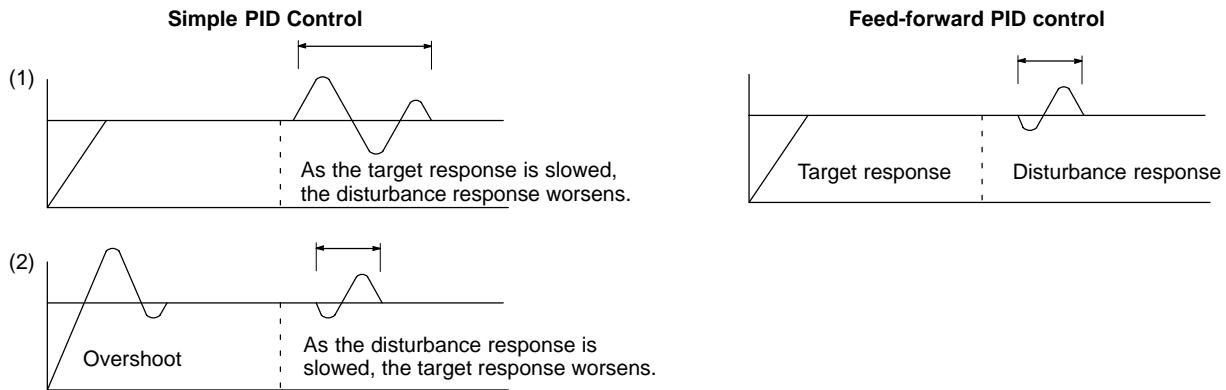 Simple PID Control
Feed-forward PID control
(1)
As the target response is slowed,
the disturbance response worsens.
Target response
Disturbance response
(2)
Overshoot
As the disturbance response is
slowed, the target response worsens.